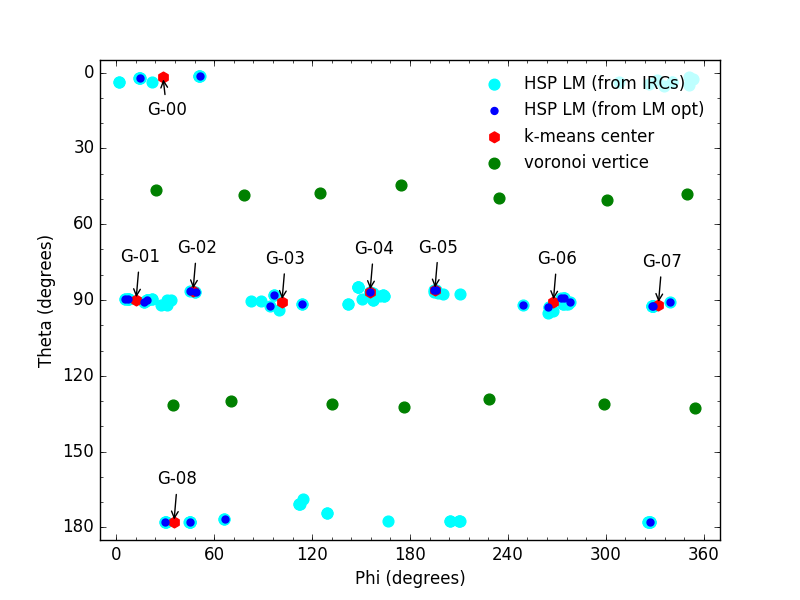 0
HSP LM (from IRCs)
HSP LM (from LM opt)
G-00
k-means center
30
voronoi vertice
60
G-01
G-02
G-03
G-04
G-05
G-06
G-07
90
Theta (degrees)
120
150
G-08
180
0
60
120
180
240
300
360
Phi (degrees)